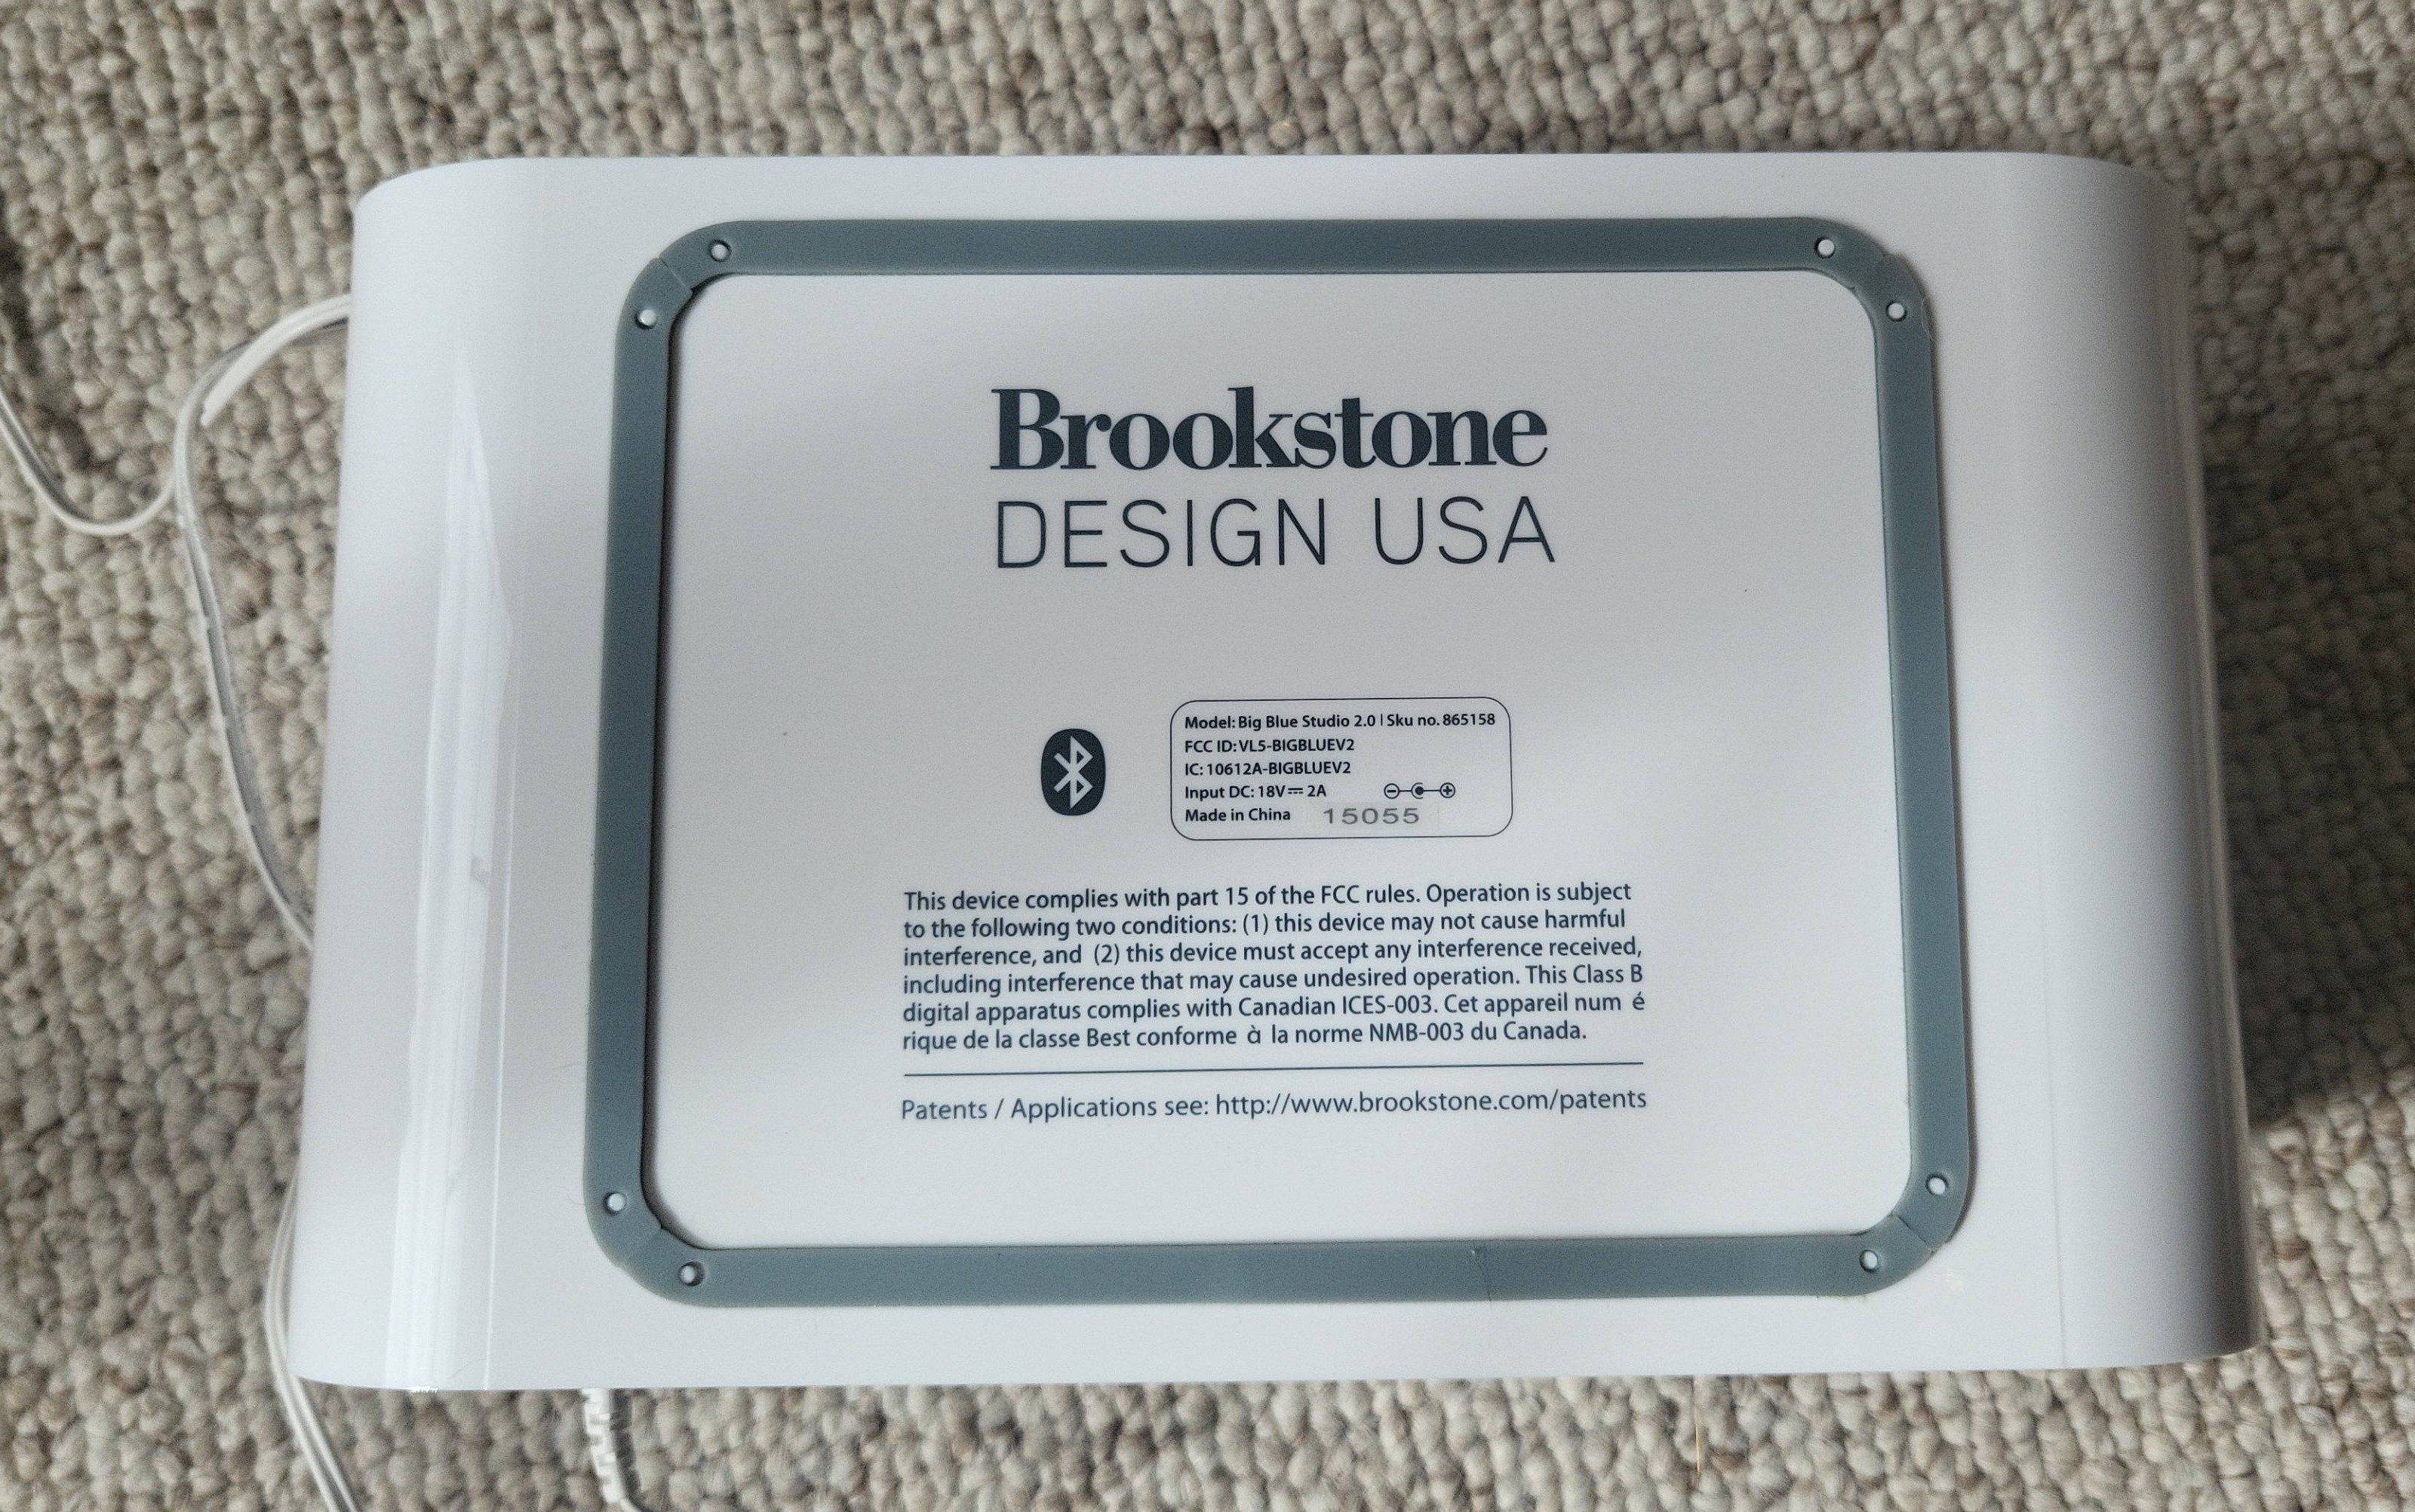 Brookstone
DESIGN USA
Model: Big Blue Studio 2.0 | Sku no. 865158
FCC ID: VL5-BIGBLUEV2
IC: 10612A-BIGBLUEV2
Input DC: 18V⎓ 2A
Made in China 15055
This device complies with part 15 of the FCC rules. Operation is subject
to the following two conditions: (1) this device may not cause harmful
interference, and (2) this device must accept any interference received,
including interference that may cause undesired operation. This Class B
digital apparatus complies with Canadian ICES-003. Cet appareil num é
rique de la classe Best conforme à la norme NMB-003 du Canada.
Patents / Applications see: http://www.brookstone.com/patents